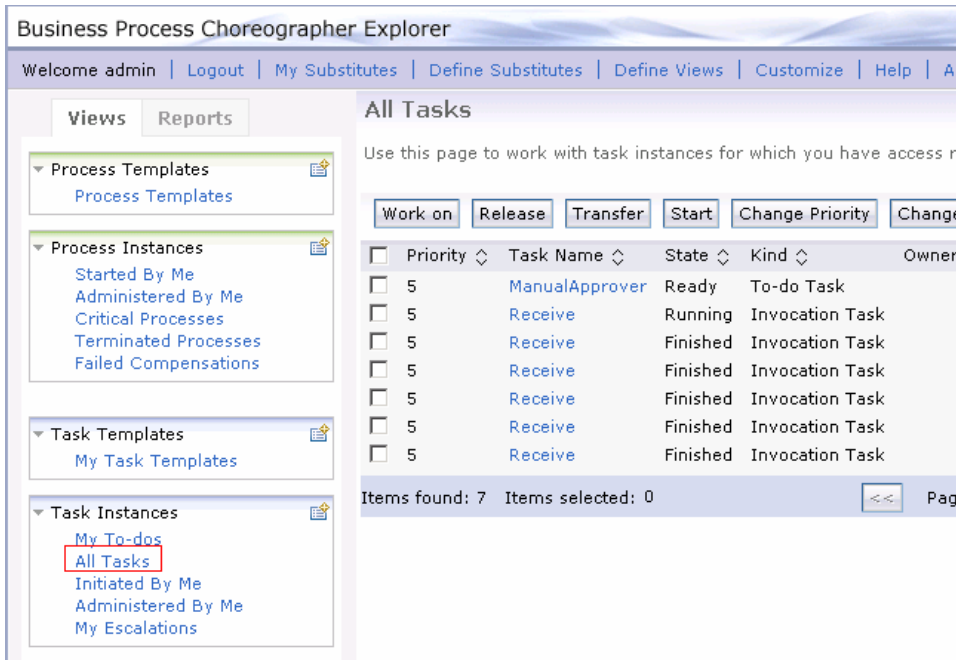 Business Process Choreographer Explorer
Welcome admin | Logout | My Substitutes | Define Substitutes | Define Views | Customize | Help | A
Views Reports
Process Templates
Process Templates
Process Instances
Started By Me
Administered By Me
Critical Processes
Terminated Processes
Failed Compensations
Task Templates
My Task Templates
Task Instances
My To-dos
All Tasks
Initiated By Me
Administered By Me
My Escalations
All Tasks
Use this page to work with task instances for which you have access r
Work on Release Transfer Start Change Priority Change
Priority Task Name State Kind Owner
5 ManualApprover Ready To-do Task
5 Receive Running Invocation Task
5 Receive Finished Invocation Task
5 Receive Finished Invocation Task
5 Receive Finished Invocation Task
5 Receive Finished Invocation Task
5 Receive Finished Invocation Task
Items found: 7 Items selected: 0 << Pag